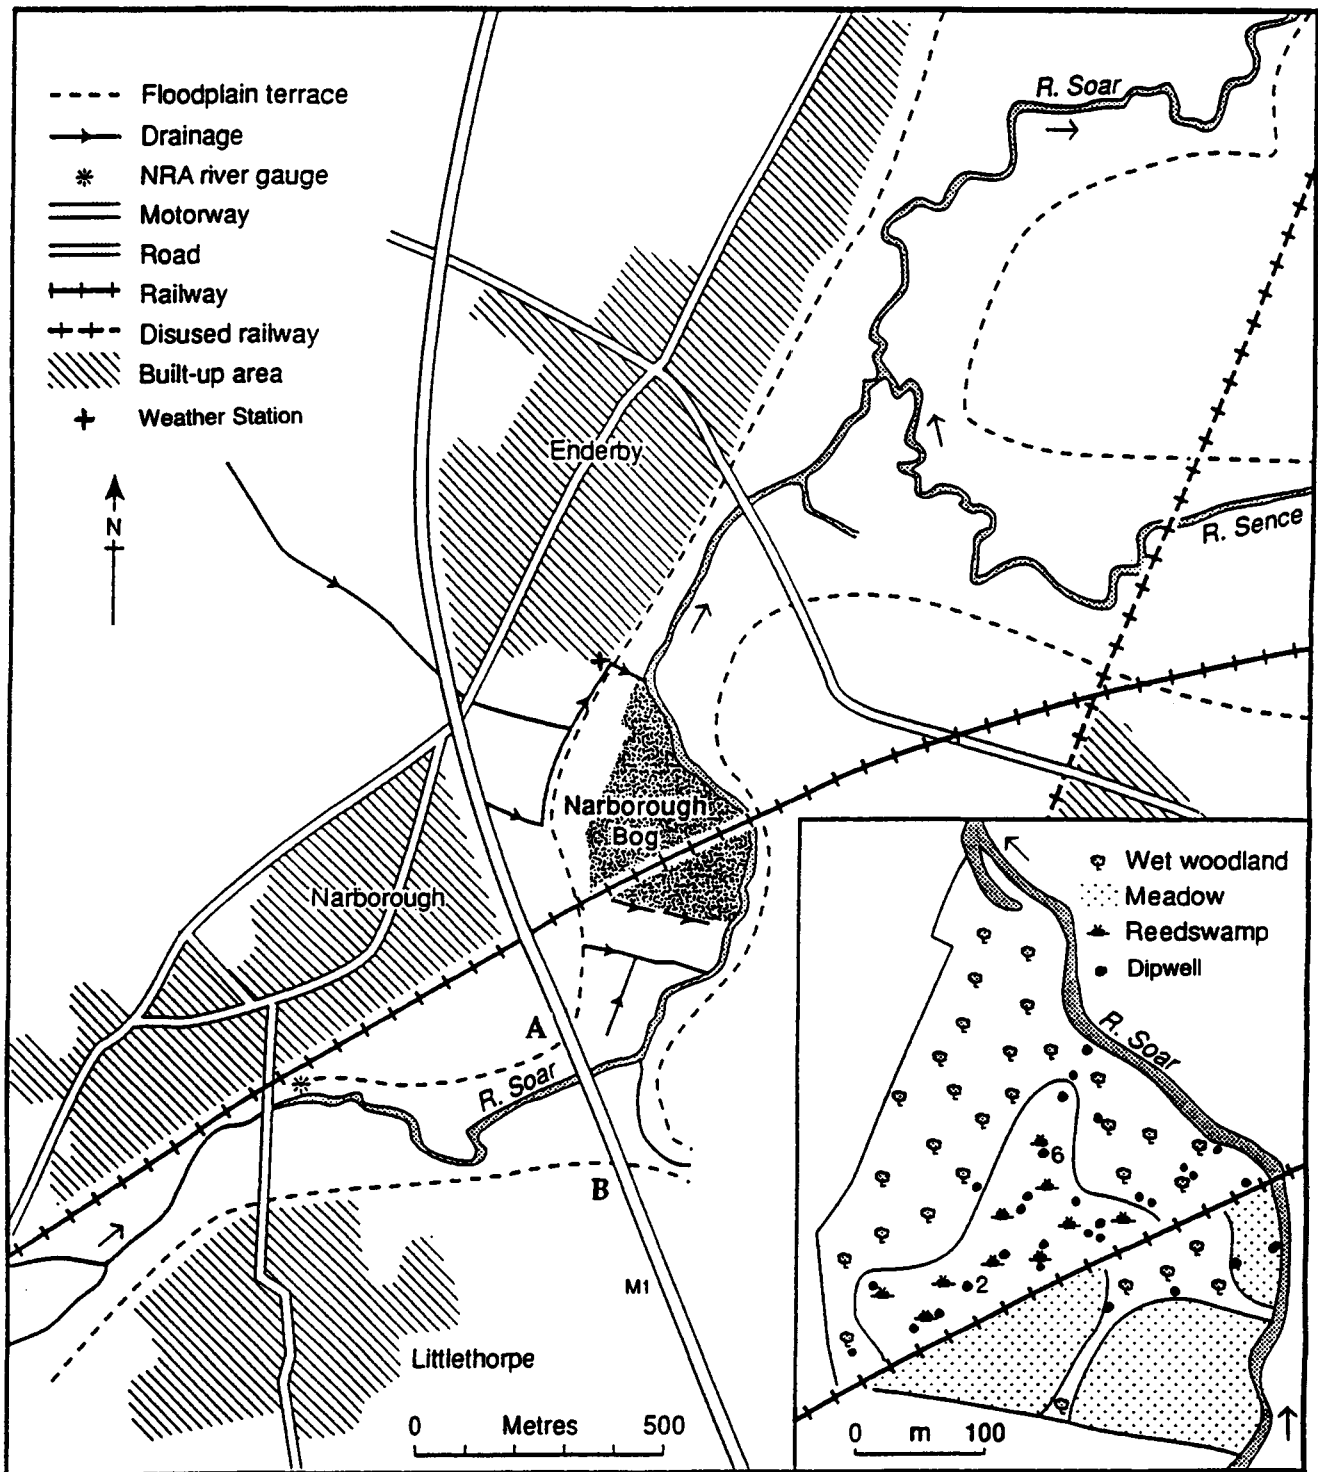 Floodplain terrace
Drainage
NRA river gauge
Motorway
Road
Railway
Disused railway
Built-up area
Weather Station
N
R. Soar
Enderby
R. Sence
Narborough
Bog
Narborough
A
R. Soar
B
M1
Littlethorpe
0 Metres 500
Wet woodland
Meadow
Reedswamp
Dipwell
R. Soar
6
2
0 m 100